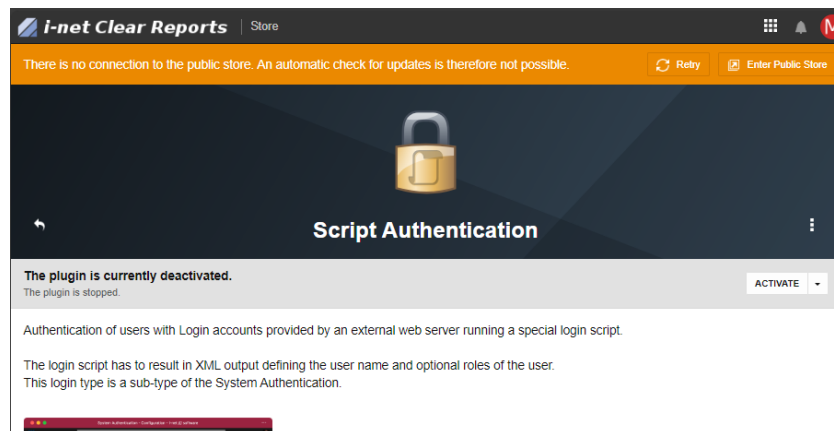 i-net Clear Reports | Store
There is no connection to the public store. An automatic check for updates is therefore not possible.
Retry
Enter Public Store
Script Authentication
The plugin is currently deactivated.
The plugin is stopped.
ACTIVATE
Authentication of users with Login accounts provided by an external web server running a special login script.
The login script has to result in XML output defining the user name and optional roles of the user.
This login type is a sub-type of the System Authentication.